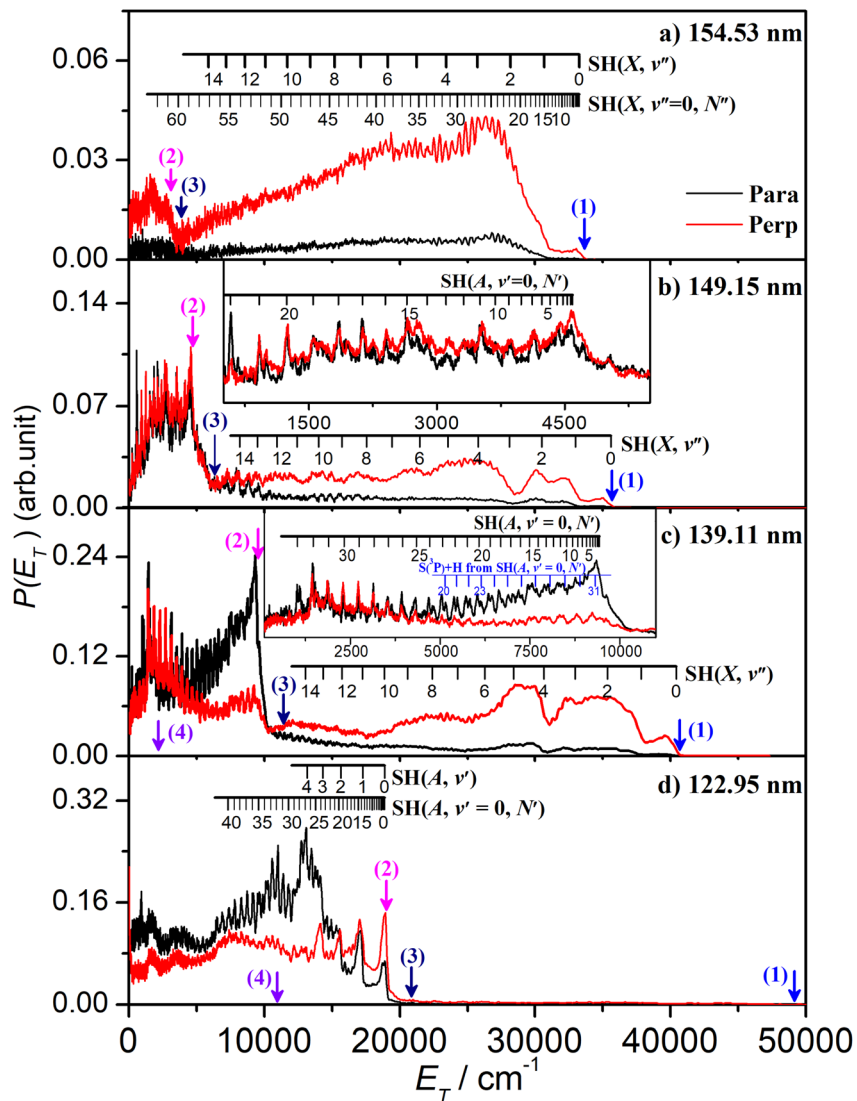 a) 154.53 nm
0.06
14 12 10 8 6 4 2 0
SH(X, v″)
60 55 50 45 40 35 30 20 15 10
SH(X, v″=0, N″)
0.03
(2)
(3)
(1)
Para
Perp
0.00
b) 149.15 nm
SH(A, v′=0, N′)
0.14
20 15 10 5
(2)
0.07
1500 3000 4500
(3)
SH(X, v″)
14 12 10 8 6 4 2 0
(1)
0.00
c) 139.11 nm
SH(A, v′ = 0, N′)
0.24
(2)
30 25 20 15 10 5
S(³P)+H from SH(A, v′ = 0, N′)
20 23 31
0.12
2500 5000 7500 10000
(3)
SH(X, v″)
14 12 10 8 6 4 2 0
(4)
(1)
0.00
d) 122.95 nm
SH(A, v′)
4 3 2 1 0
0.32
SH(A, v′ = 0, N′)
40 35 30 25 20 15 0
(2)
0.16
(4)
(3)
(1)
0.00
0 10000 20000 30000 40000 50000
P(E_T) (arb.unit)
E_T / cm⁻¹